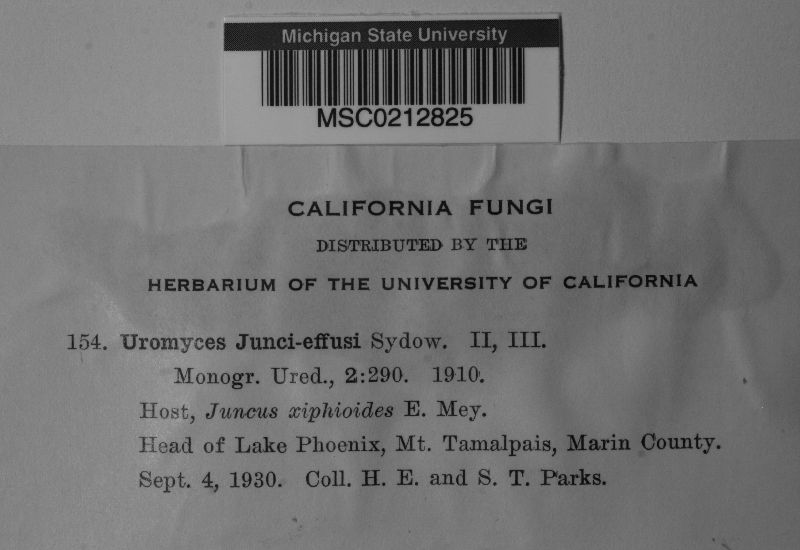 Michigan State University
MSC0212825
CALIFORNIA FUNGI
DISTRIBUTED BY THE
HERBARIUM OF THE UNIVERSITY OF CALIFORNIA
154. Uromyces Junci-effusi Sydow. II, III.
Monogr. Ured., 2:290. 1910.
Host, Juncus xiphioides E. Mey.
Head of Lake Phoenix, Mt. Tamalpais, Marin County.
Sept. 4, 1930. Coll. H. E. and S. T. Parks.